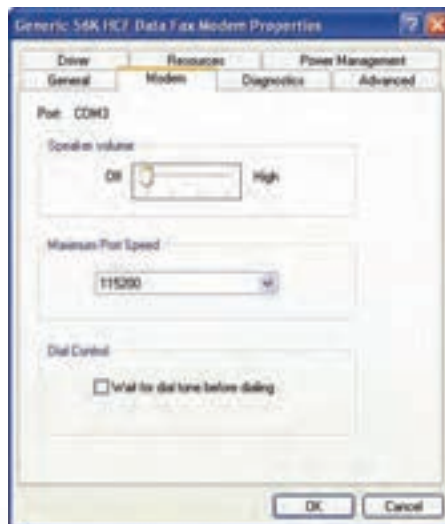 Generic 56K HCF Data Fax Modem Properties
Driver Resources Power Management
General Modem Diagnostics Advanced
Port: COM3
Speaker volume
Off High
Maximum Port Speed
115200
Dial Control
Wait for dial tone before dialing
OK Cancel